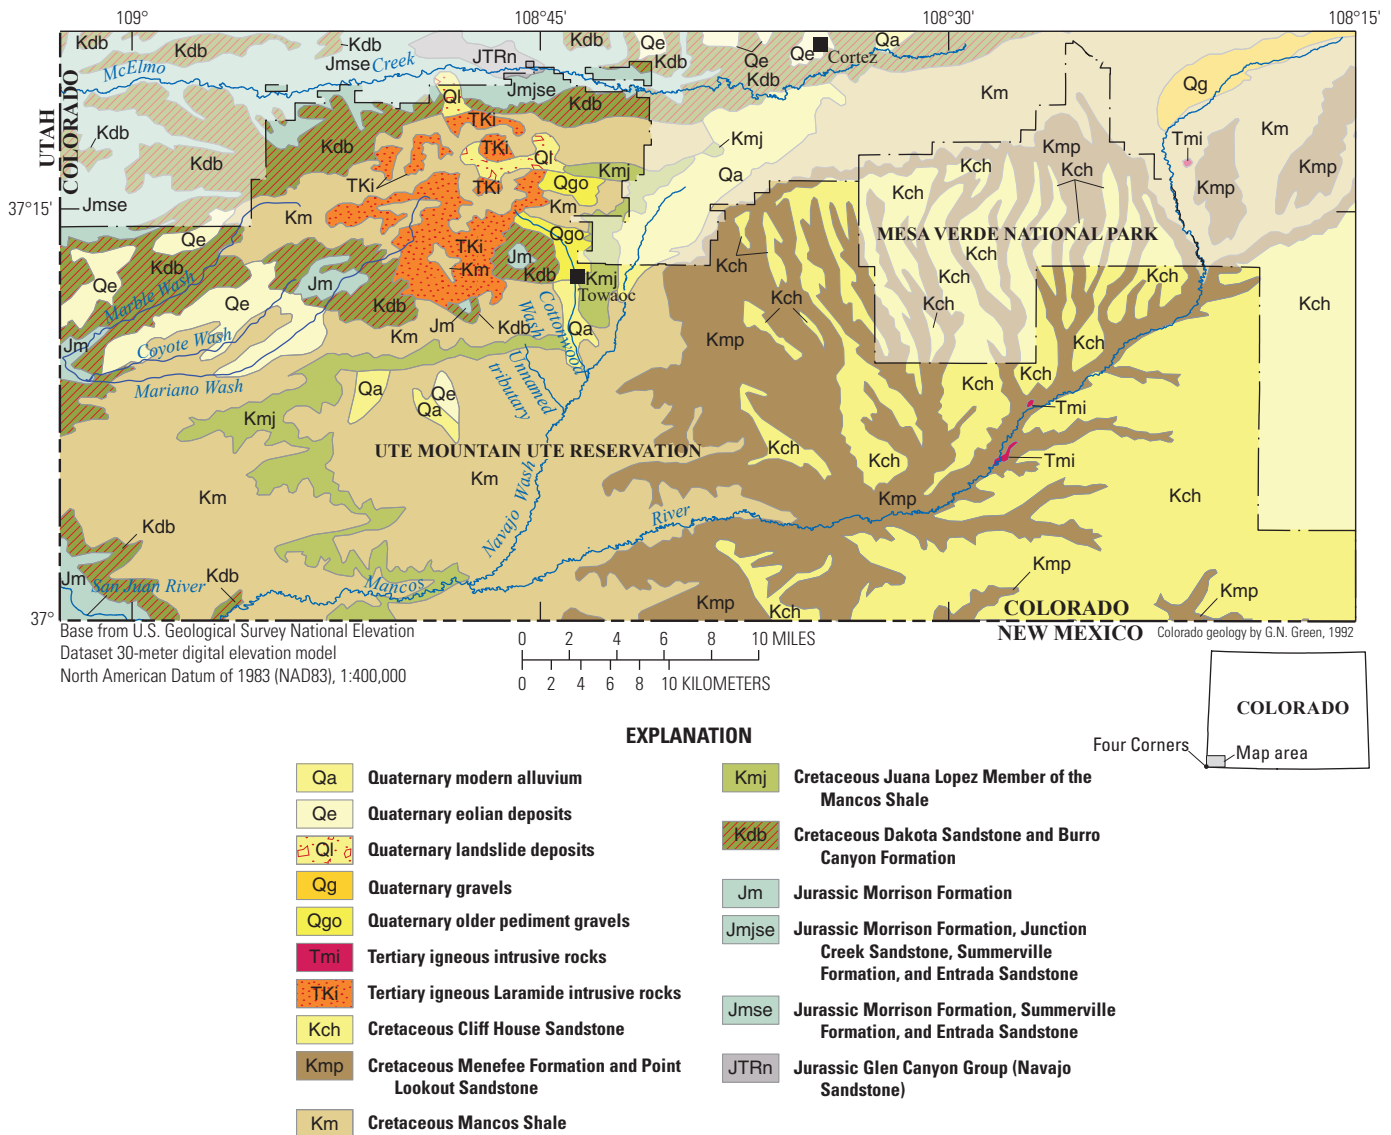 109°
108°45'
108°30'
108°15'
Kdb
Kdb
Kdb
Jmse
McElmo
Creek
JTRn
Kdb
Qe
Kdb
Qe
Kdb
Qe
Cortez
Qa
Qg
UTAH
COLORADO
Ql
Jmjse
Kdb
Km
Kdb
Kdb
Kdb
TKi
TKi
Ql
TKi
TKi
Kmj
Qgo
Kmj
Qa
Kmp
Kch
Kch
Tmi
Km
Kmp
Kmp
Kch
37°15'
Jmse
Km
Km
Qgo
MESA VERDE NATIONAL PARK
Qe
Kdb
TKi
Km
Jm
Kdb
Kmj
Towaoc
Kch
Kch
Kch
Kch
Qe
Marble Wash
Qe
Jm
Kdb
Kch
Kch
Kch
Jm
Coyote Wash
Km
Jm
Kdb
Cottonwood
Wash
Qa
Kmp
Kch
Mariano Wash
Unnamed
tributary
Qa
Qe
Qa
Kch
Kch
Tmi
Kmj
UTE MOUNTAIN UTE RESERVATION
Kch
Kch
Kch
Tmi
Km
Km
Navajo Wash
Kmp
Kch
Kdb
River
Jm
San Juan River
Kdb
Mancos
Kmp
Kch
Kmp
Kmp
COLORADO
NEW MEXICO
37°
Base from U.S. Geological Survey National Elevation
Dataset 30-meter digital elevation model
North American Datum of 1983 (NAD83), 1:400,000
0 2 4 6 8 10 MILES
0 2 4 6 8 10 KILOMETERS
Colorado geology by G.N. Green, 1992
COLORADO
Four Corners
Map area
EXPLANATION
Qa Quaternary modern alluvium
Qe Quaternary eolian deposits
Ql Quaternary landslide deposits
Qg Quaternary gravels
Qgo Quaternary older pediment gravels
Tmi Tertiary igneous intrusive rocks
TKi Tertiary igneous Laramide intrusive rocks
Kch Cretaceous Cliff House Sandstone
Kmp Cretaceous Menefee Formation and Point
Lookout Sandstone
Km Cretaceous Mancos Shale
Kmj Cretaceous Juana Lopez Member of the
Mancos Shale
Kdb Cretaceous Dakota Sandstone and Burro
Canyon Formation
Jm Jurassic Morrison Formation
Jmjse Jurassic Morrison Formation, Junction
Creek Sandstone, Summerville
Formation, and Entrada Sandstone
Jmse Jurassic Morrison Formation, Summerville
Formation, and Entrada Sandstone
JTRn Jurassic Glen Canyon Group (Navajo
Sandstone)